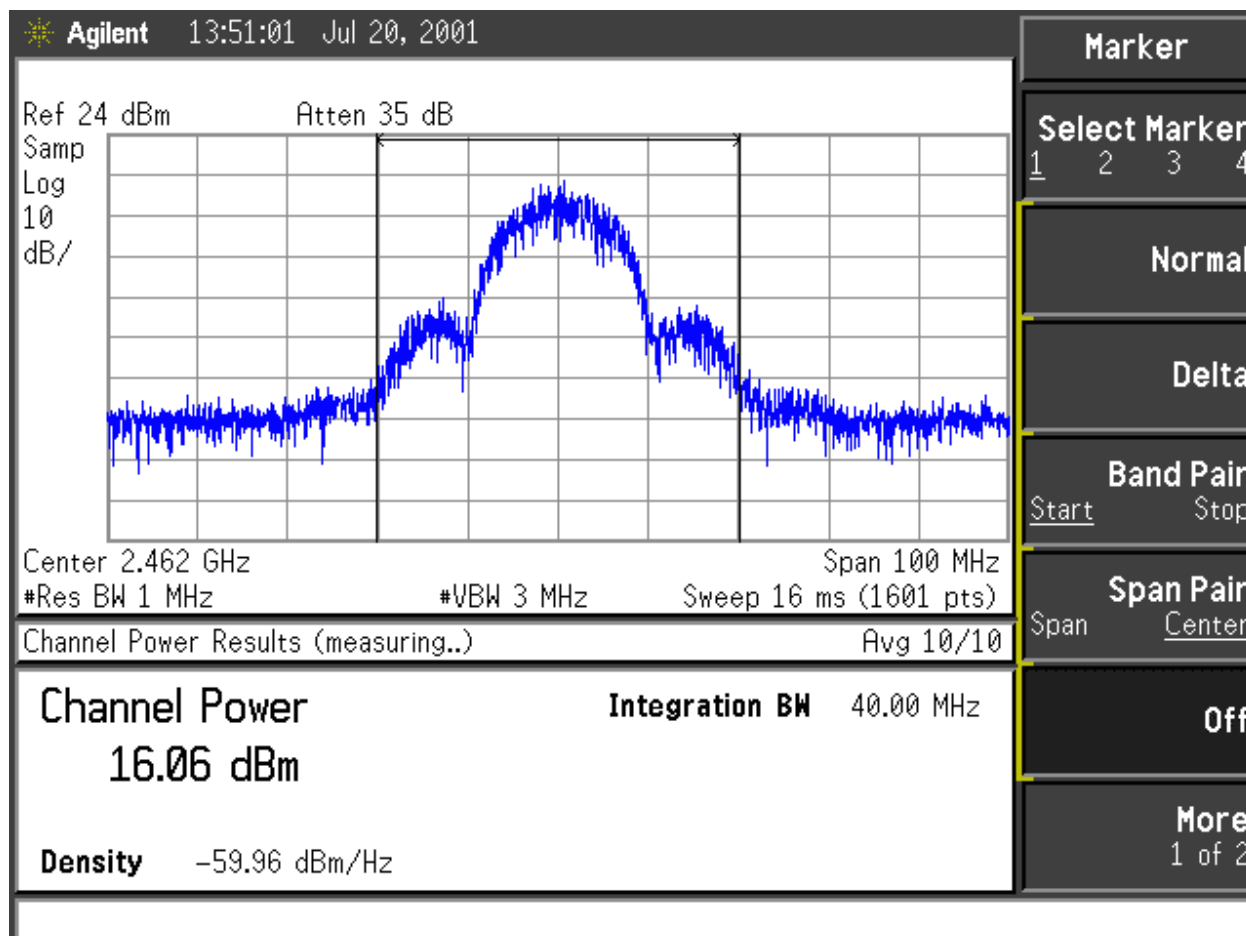 Agilent 13:51:01 Jul 20, 2001
Ref 24 dBm Atten 35 dB
Samp
Log
10
dB/
Center 2.462 GHz Span 100 MHz
#Res BW 1 MHz #VBW 3 MHz Sweep 16 ms (1601 pts)
Channel Power Results (measuring..) Avg 10/10
Channel Power
16.06 dBm
Integration BW 40.00 MHz
Density -59.96 dBm/Hz
Marker
Select Marker
1 2 3 4
Normal
Delta
Band Pair
Start Stop
Span Pair
Span Center
Off
More
1 of 2